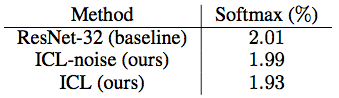 Method Softmax (%)
ResNet-32 (baseline) 2.01
ICL-noise (ours) 1.99
ICL (ours) 1.93